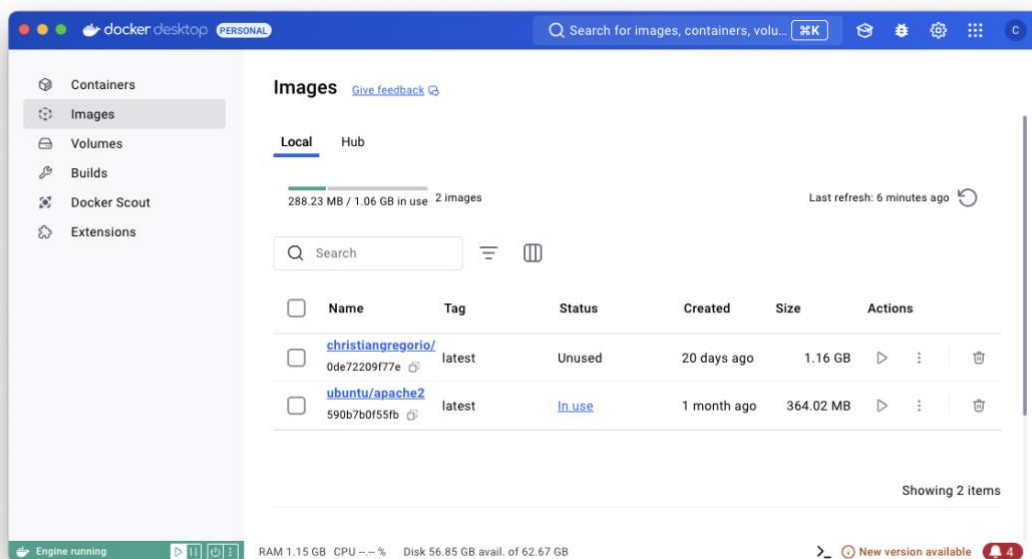 docker desktop PERSONAL
Search for images, containers, volu... ⌘K
C
Containers
Images
Volumes
Builds
Docker Scout
Extensions
Images Give feedback
Local Hub
288.23 MB / 1.06 GB in use 2 images
Last refresh: 6 minutes ago
Search
Name Tag Status Created Size Actions
christiangregorio/
0de72209f77e
latest Unused 20 days ago 1.16 GB
ubuntu/apache2
590b7b0f55fb
latest In use 1 month ago 364.02 MB
Showing 2 items
Engine running
RAM 1.15 GB CPU --.-- % Disk 56.85 GB avail. of 62.67 GB
>_ New version available 4